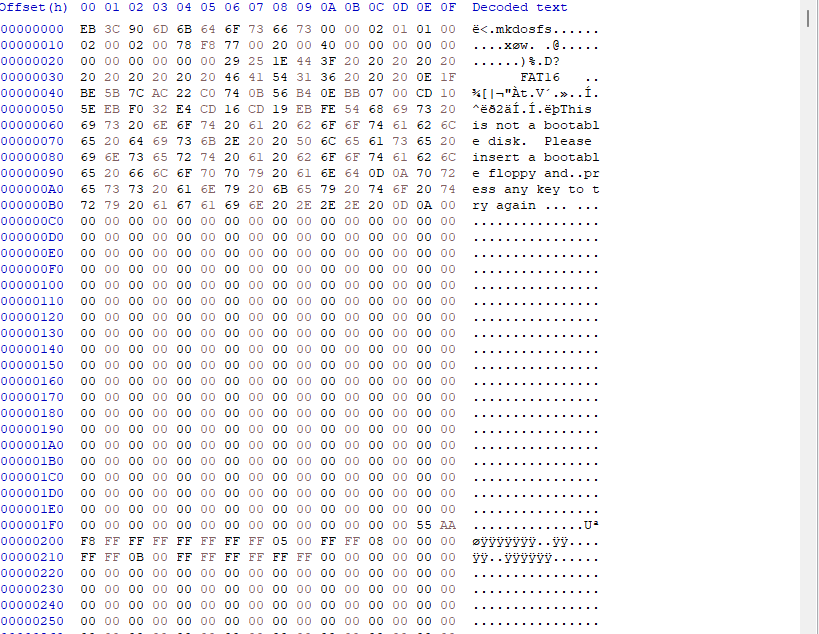 Offset(h) 00 01 02 03 04 05 06 07 08 09 0A 0B 0C 0D 0E 0F Decoded text
00000000 EB 3C 90 6D 6B 64 6F 73 66 73 00 00 02 01 01 00 ë<.mkdosfs......
00000010 02 00 02 00 78 F8 77 00 20 00 40 00 00 00 00 00 ....xøw. .@.....
00000020 00 00 00 00 00 00 29 25 1E 44 3F 20 20 20 20 20 ......)%.D?
00000030 20 20 20 20 20 20 46 41 54 31 36 20 20 20 0E 1F FAT16 ..
00000040 BE 5B 7C AC 22 C0 74 0B 56 B4 0E BB 07 00 CD 10 ¾[|¬"Àt.V´.»..Í.
00000050 5E EB F0 32 E4 CD 16 CD 19 EB FE 54 68 69 73 20 ^ëð2äÍ.Í.ëþThis
00000060 69 73 20 6E 6F 74 20 61 20 62 6F 6F 74 61 62 6C is not a bootabl
00000070 65 20 64 69 73 6B 2E 20 20 50 6C 65 61 73 65 20 e disk.  Please
00000080 69 6E 73 65 72 74 20 61 20 62 6F 6F 74 61 62 6C insert a bootabl
00000090 65 20 66 6C 6F 70 70 79 20 61 6E 64 0D 0A 70 72 e floppy and..pr
000000A0 65 73 73 20 61 6E 79 20 6B 65 79 20 74 6F 20 74 ess any key to t
000000B0 72 79 20 61 67 61 69 6E 20 2E 2E 2E 20 0D 0A 00 ry again ... ...
000000C0 00 00 00 00 00 00 00 00 00 00 00 00 00 00 00 00 ................
000000D0 00 00 00 00 00 00 00 00 00 00 00 00 00 00 00 00 ................
000000E0 00 00 00 00 00 00 00 00 00 00 00 00 00 00 00 00 ................
000000F0 00 00 00 00 00 00 00 00 00 00 00 00 00 00 00 00 ................
00000100 00 00 00 00 00 00 00 00 00 00 00 00 00 00 00 00 ................
00000110 00 00 00 00 00 00 00 00 00 00 00 00 00 00 00 00 ................
00000120 00 00 00 00 00 00 00 00 00 00 00 00 00 00 00 00 ................
00000130 00 00 00 00 00 00 00 00 00 00 00 00 00 00 00 00 ................
00000140 00 00 00 00 00 00 00 00 00 00 00 00 00 00 00 00 ................
00000150 00 00 00 00 00 00 00 00 00 00 00 00 00 00 00 00 ................
00000160 00 00 00 00 00 00 00 00 00 00 00 00 00 00 00 00 ................
00000170 00 00 00 00 00 00 00 00 00 00 00 00 00 00 00 00 ................
00000180 00 00 00 00 00 00 00 00 00 00 00 00 00 00 00 00 ................
00000190 00 00 00 00 00 00 00 00 00 00 00 00 00 00 00 00 ................
000001A0 00 00 00 00 00 00 00 00 00 00 00 00 00 00 00 00 ................
000001B0 00 00 00 00 00 00 00 00 00 00 00 00 00 00 00 00 ................
000001C0 00 00 00 00 00 00 00 00 00 00 00 00 00 00 00 00 ................
000001D0 00 00 00 00 00 00 00 00 00 00 00 00 00 00 00 00 ................
000001E0 00 00 00 00 00 00 00 00 00 00 00 00 00 00 00 00 ................
000001F0 00 00 00 00 00 00 00 00 00 00 00 00 00 00 55 AA ..............Uª
00000200 F8 FF FF FF FF FF FF FF 05 00 FF FF 08 00 00 00 øÿÿÿÿÿÿÿ..ÿÿ....
00000210 FF FF 0B 00 FF FF FF FF FF FF 00 00 00 00 00 00 ÿÿ..ÿÿÿÿÿÿ......
00000220 00 00 00 00 00 00 00 00 00 00 00 00 00 00 00 00 ................
00000230 00 00 00 00 00 00 00 00 00 00 00 00 00 00 00 00 ................
00000240 00 00 00 00 00 00 00 00 00 00 00 00 00 00 00 00 ................
00000250 00 00 00 00 00 00 00 00 00 00 00 00 00 00 00 00 ................